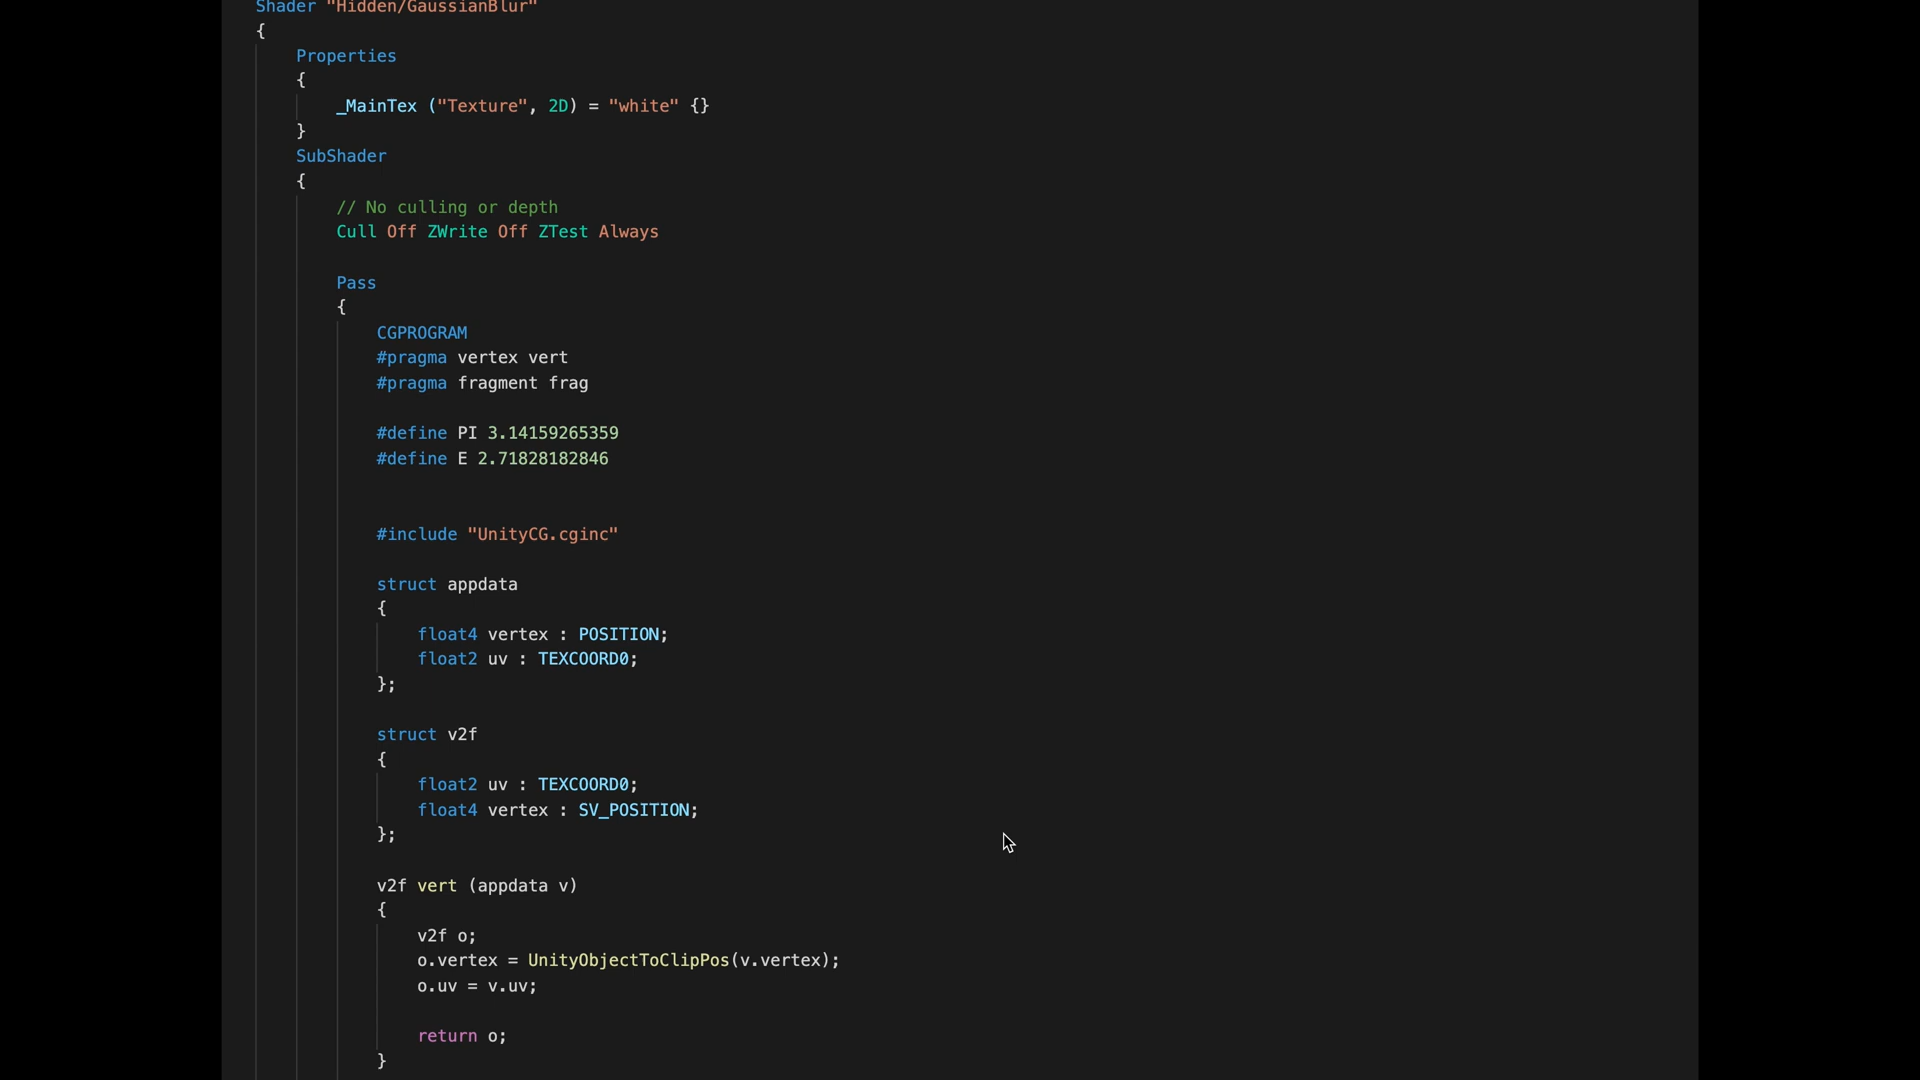 Shader "Hidden/GaussianBlur"
{
Properties
{
_MainTex ("Texture", 2D) = "white" {}
}
SubShader
{
// No culling or depth
Cull Off ZWrite Off ZTest Always
Pass
{
CGPROGRAM
#pragma vertex vert
#pragma fragment frag
#define PI 3.14159265359
#define E 2.71828182846
#include "UnityCG.cginc"
struct appdata
{
float4 vertex : POSITION;
float2 uv : TEXCOORD0;
};
struct v2f
{
float2 uv : TEXCOORD0;
float4 vertex : SV_POSITION;
};
v2f vert (appdata v)
{
v2f o;
o.vertex = UnityObjectToClipPos(v.vertex);
o.uv = v.uv;
return o;
}